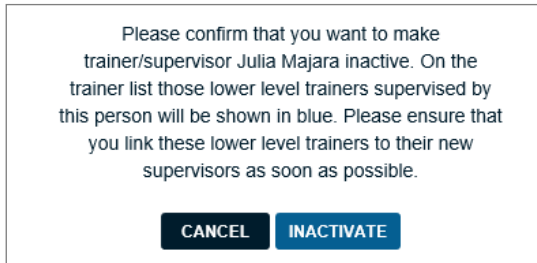 Please confirm that you want to make
trainer/supervisor Julia Majara inactive. On the
trainer list those lower level trainers supervised by
this person will be shown in blue. Please ensure that
you link these lower level trainers to their new
supervisors as soon as possible.
CANCEL INACTIVATE